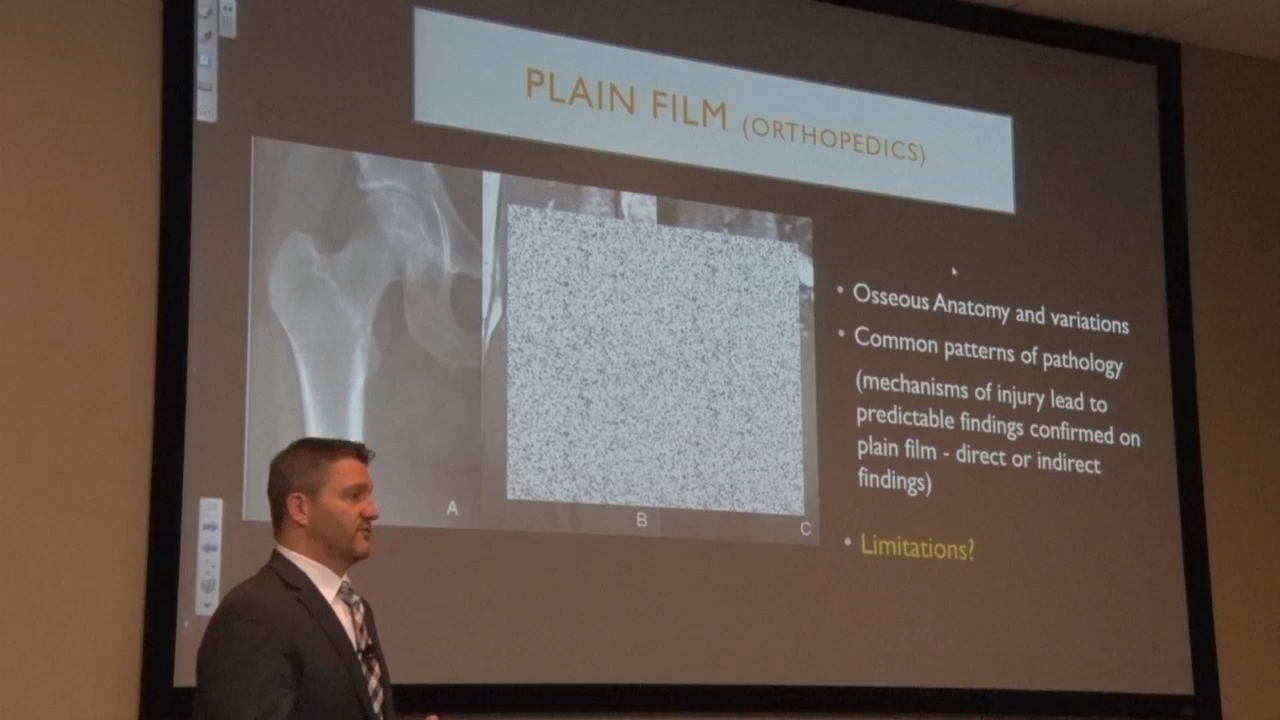 PLAIN FILM (ORTHOPEDICS)
• Osseous Anatomy and variations
• Common patterns of pathology
(mechanisms of injury lead to
predictable findings confirmed on
plain film - direct or indirect
findings)
• Limitations?
A
B
C